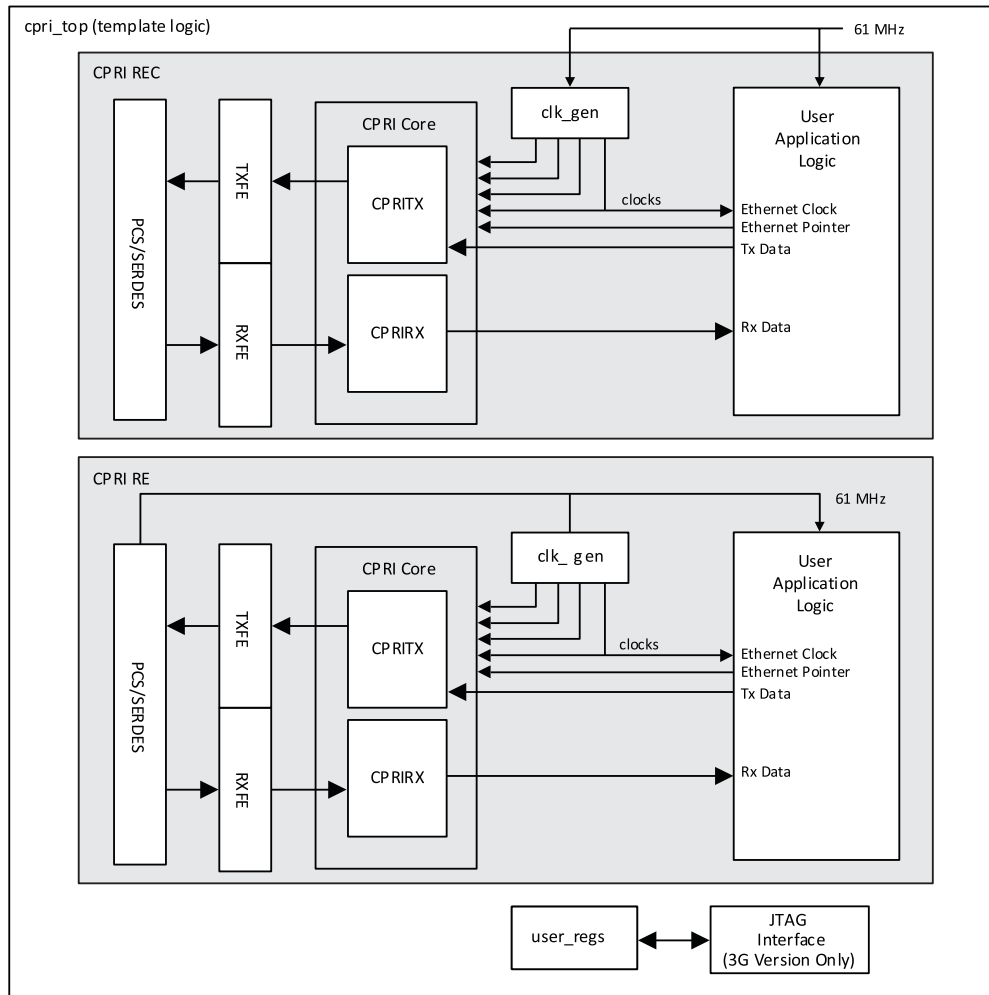 cpri_top (template logic)
61 MHz
CPRI REC
PCS/SERDES
TXFE
RXFE
CPRI Core
CPRITX
CPRIRX
clk_gen
clocks
User
Application
Logic
Ethernet Clock
Ethernet Pointer
Tx Data
Rx Data
CPRI RE
61 MHz
PCS/SERDES
TXFE
RXFE
CPRI Core
CPRITX
CPRIRX
clk_ gen
clocks
User
Application
Logic
Ethernet Clock
Ethernet Pointer
Tx Data
Rx Data
user_regs
JTAG
Interface
(3G Version Only)